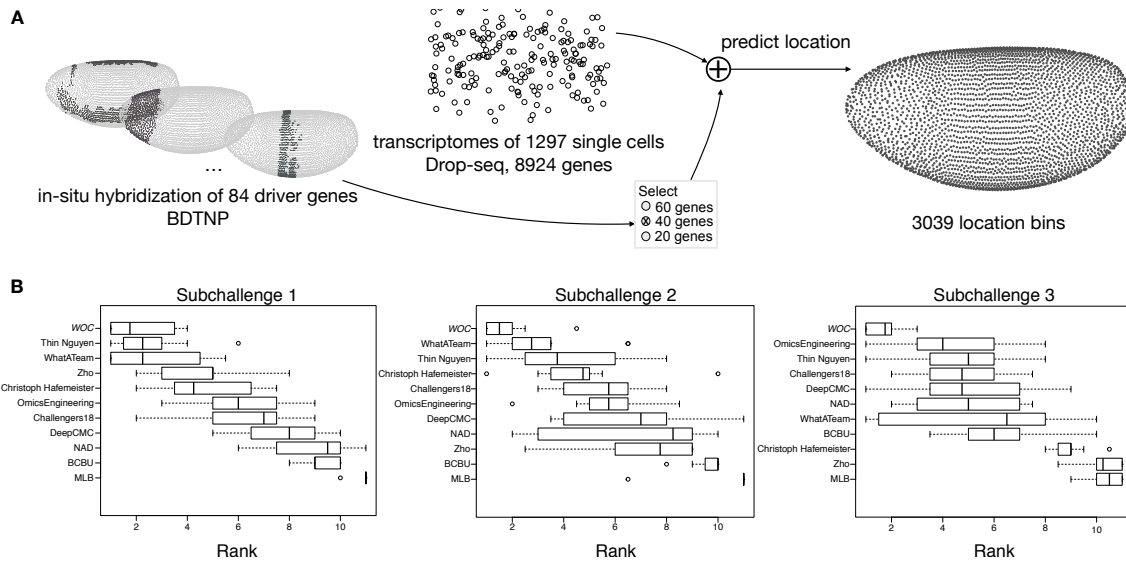 A
in-situ hybridization of 84 driver genes
BDTNP
...
transcriptomes of 1297 single cells
Drop-seq, 8924 genes
Select
60 genes
40 genes
20 genes
predict location
3039 location bins
B
Subchallenge 1
WOC
Thin Nguyen
WhatATeam
Zho
Christoph Hafemeister
OmicsEngineering
Challengers18
DeepCMC
NAD
BCBU
MLB
2 4 6 8 10
Rank
Subchallenge 2
WOC
WhatATeam
Thin Nguyen
Christoph Hafemeister
Challengers18
OmicsEngineering
DeepCMC
NAD
Zho
BCBU
MLB
2 4 6 8 10
Rank
Subchallenge 3
WOC
OmicsEngineering
Thin Nguyen
Challengers18
DeepCMC
NAD
WhatATeam
BCBU
Christoph Hafemeister
Zho
MLB
2 4 6 8 10
Rank